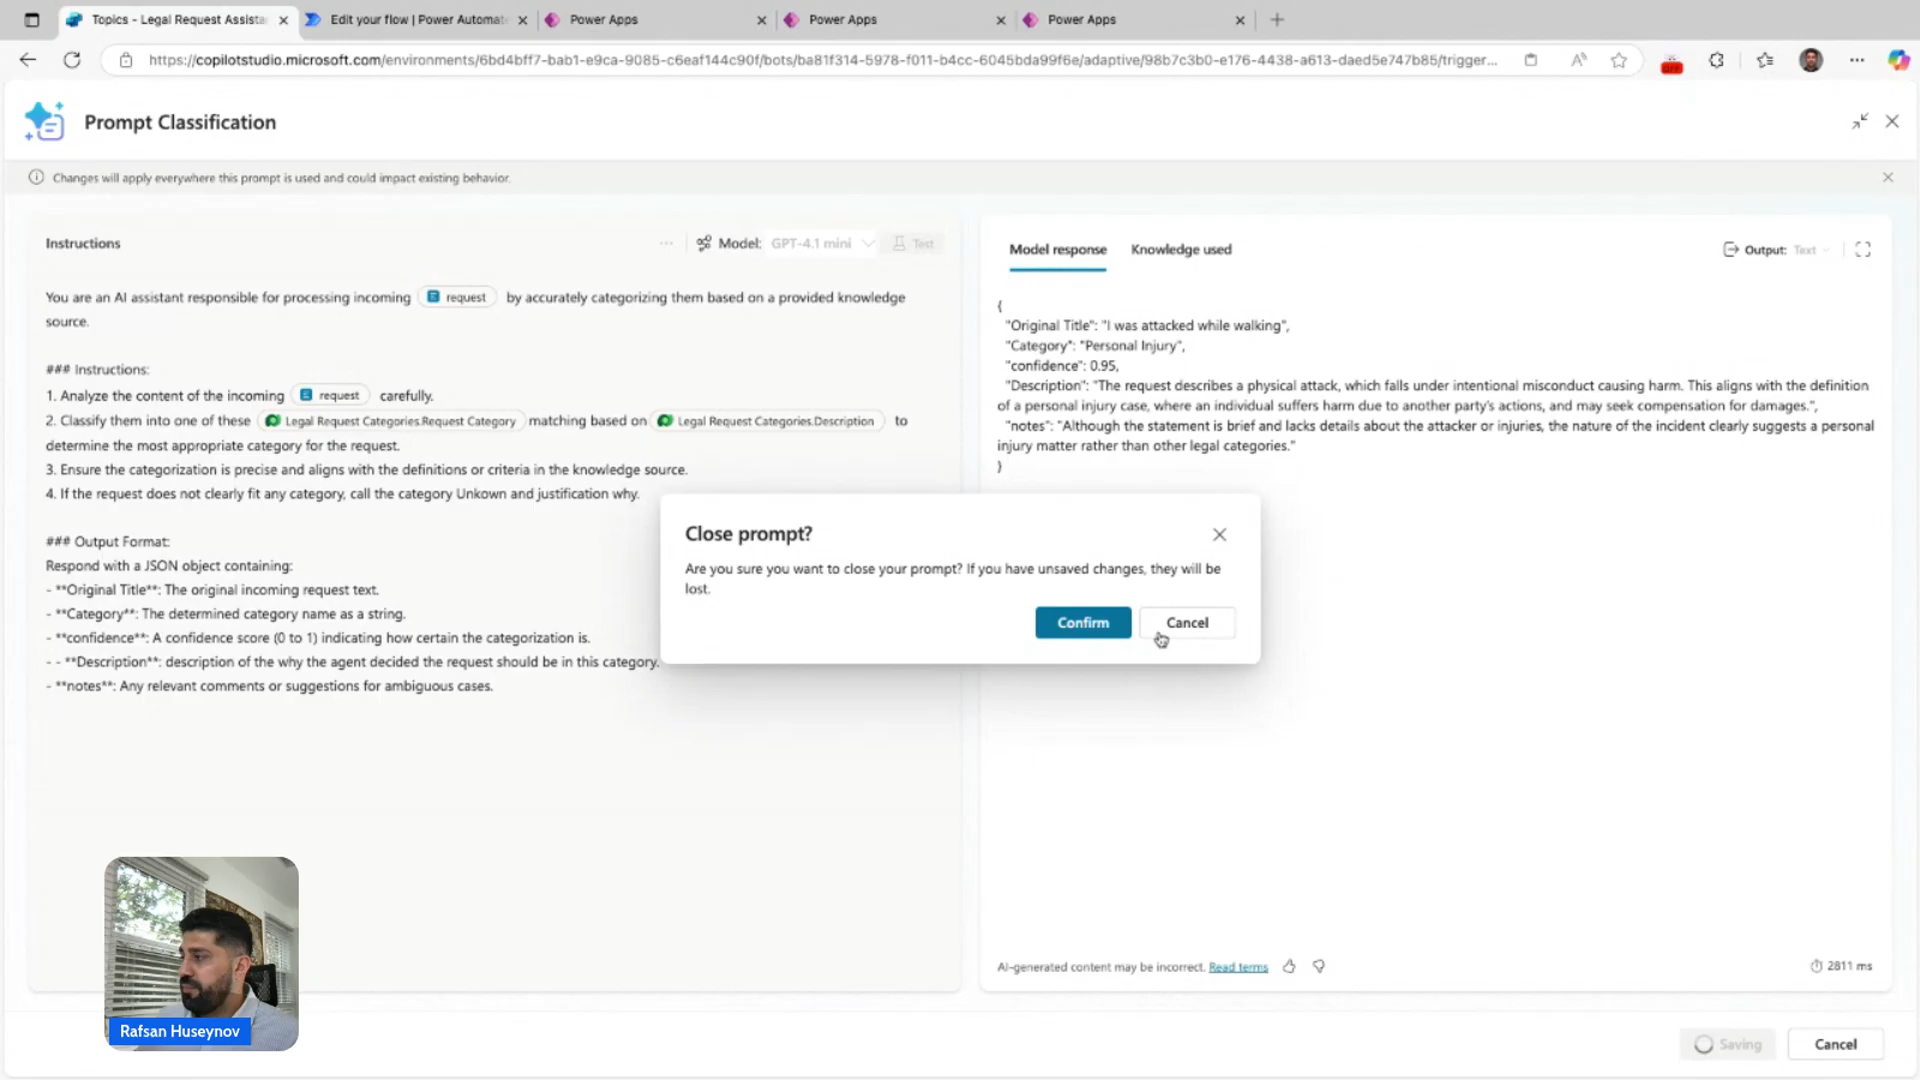 Topics - Legal Request Assista
Edit your flow | Power Automat
Power Apps
Power Apps
Power Apps
https://copilotstudio.microsoft.com/environments/6bd4bff7-bab1-e9ca-9085-c6eaf144c90f/bots/ba81f314-5978-f011-b4cc-6045bda99f6e/adaptive/98b7c3b0-e176-4438-a613-daed5e747b85/trigger...
OFF
Prompt Classification
Changes will apply everywhere this prompt is used and could impact existing behavior.
Instructions
Model: GPT-4.1 mini
Test
You are an AI assistant responsible for processing incoming request by accurately categorizing them based on a provided knowledge
source.
### Instructions:
1. Analyze the content of the incoming request carefully.
2. Classify them into one of these Legal Request Categories.Request Category matching based on Legal Request Categories.Description to
determine the most appropriate category for the request.
3. Ensure the categorization is precise and aligns with the definitions or criteria in the knowledge source.
4. If the request does not clearly fit any category, call the category Unkown and justification why.
### Output Format:
Respond with a JSON object containing:
- **Original Title**: The original incoming request text.
- **Category**: The determined category name as a string.
- **confidence**: A confidence score (0 to 1) indicating how certain the categorization is.
- - **Description**: description of the why the agent decided the request should be in this category.
- **notes**: Any relevant comments or suggestions for ambiguous cases.
Model response
Knowledge used
Output: Text
{
"Original Title": "I was attacked while walking",
"Category": "Personal Injury",
"confidence": 0.95,
"Description": "The request describes a physical attack, which falls under intentional misconduct causing harm. This aligns with the definition
of a personal injury case, where an individual suffers harm due to another party's actions, and may seek compensation for damages.",
"notes": "Although the statement is brief and lacks details about the attacker or injuries, the nature of the incident clearly suggests a personal
injury matter rather than other legal categories."
}
Close prompt?
Are you sure you want to close your prompt? If you have unsaved changes, they will be
lost.
Confirm
Cancel
AI-generated content may be incorrect. Read terms
2811 ms
Rafsan Huseynov
Saving
Cancel